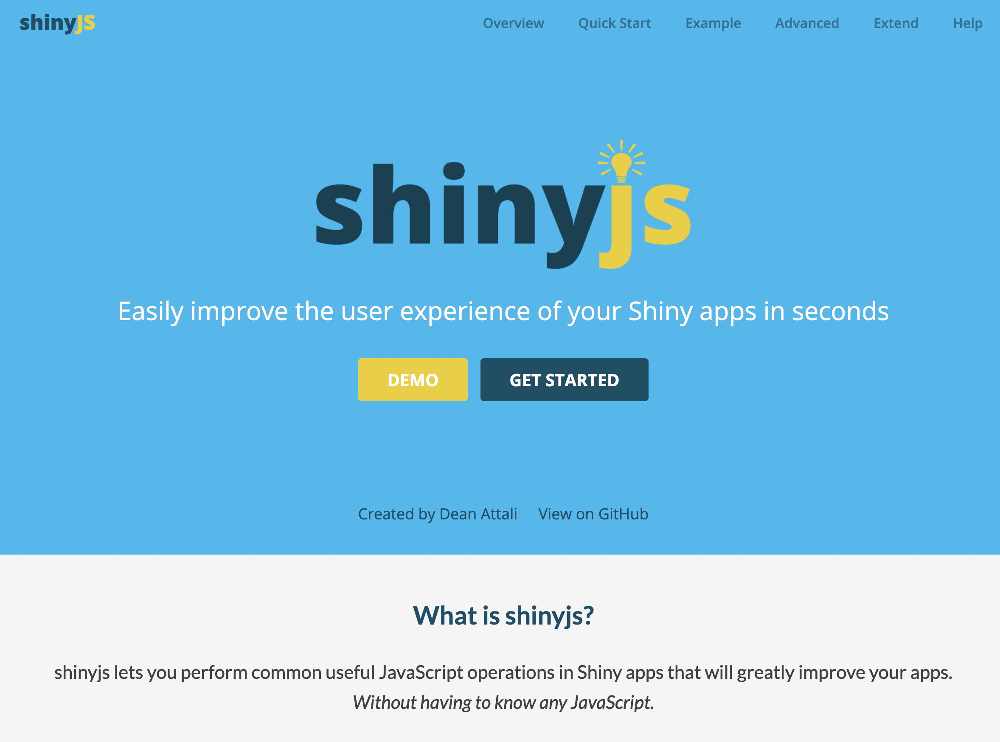 shinyJS
Overview Quick Start Example Advanced Extend Help
shinyjs
Easily improve the user experience of your Shiny apps in seconds
DEMO GET STARTED
Created by Dean Attali View on GitHub
What is shinyjs?
shinyjs lets you perform common useful JavaScript operations in Shiny apps that will greatly improve your apps.
Without having to know any JavaScript.